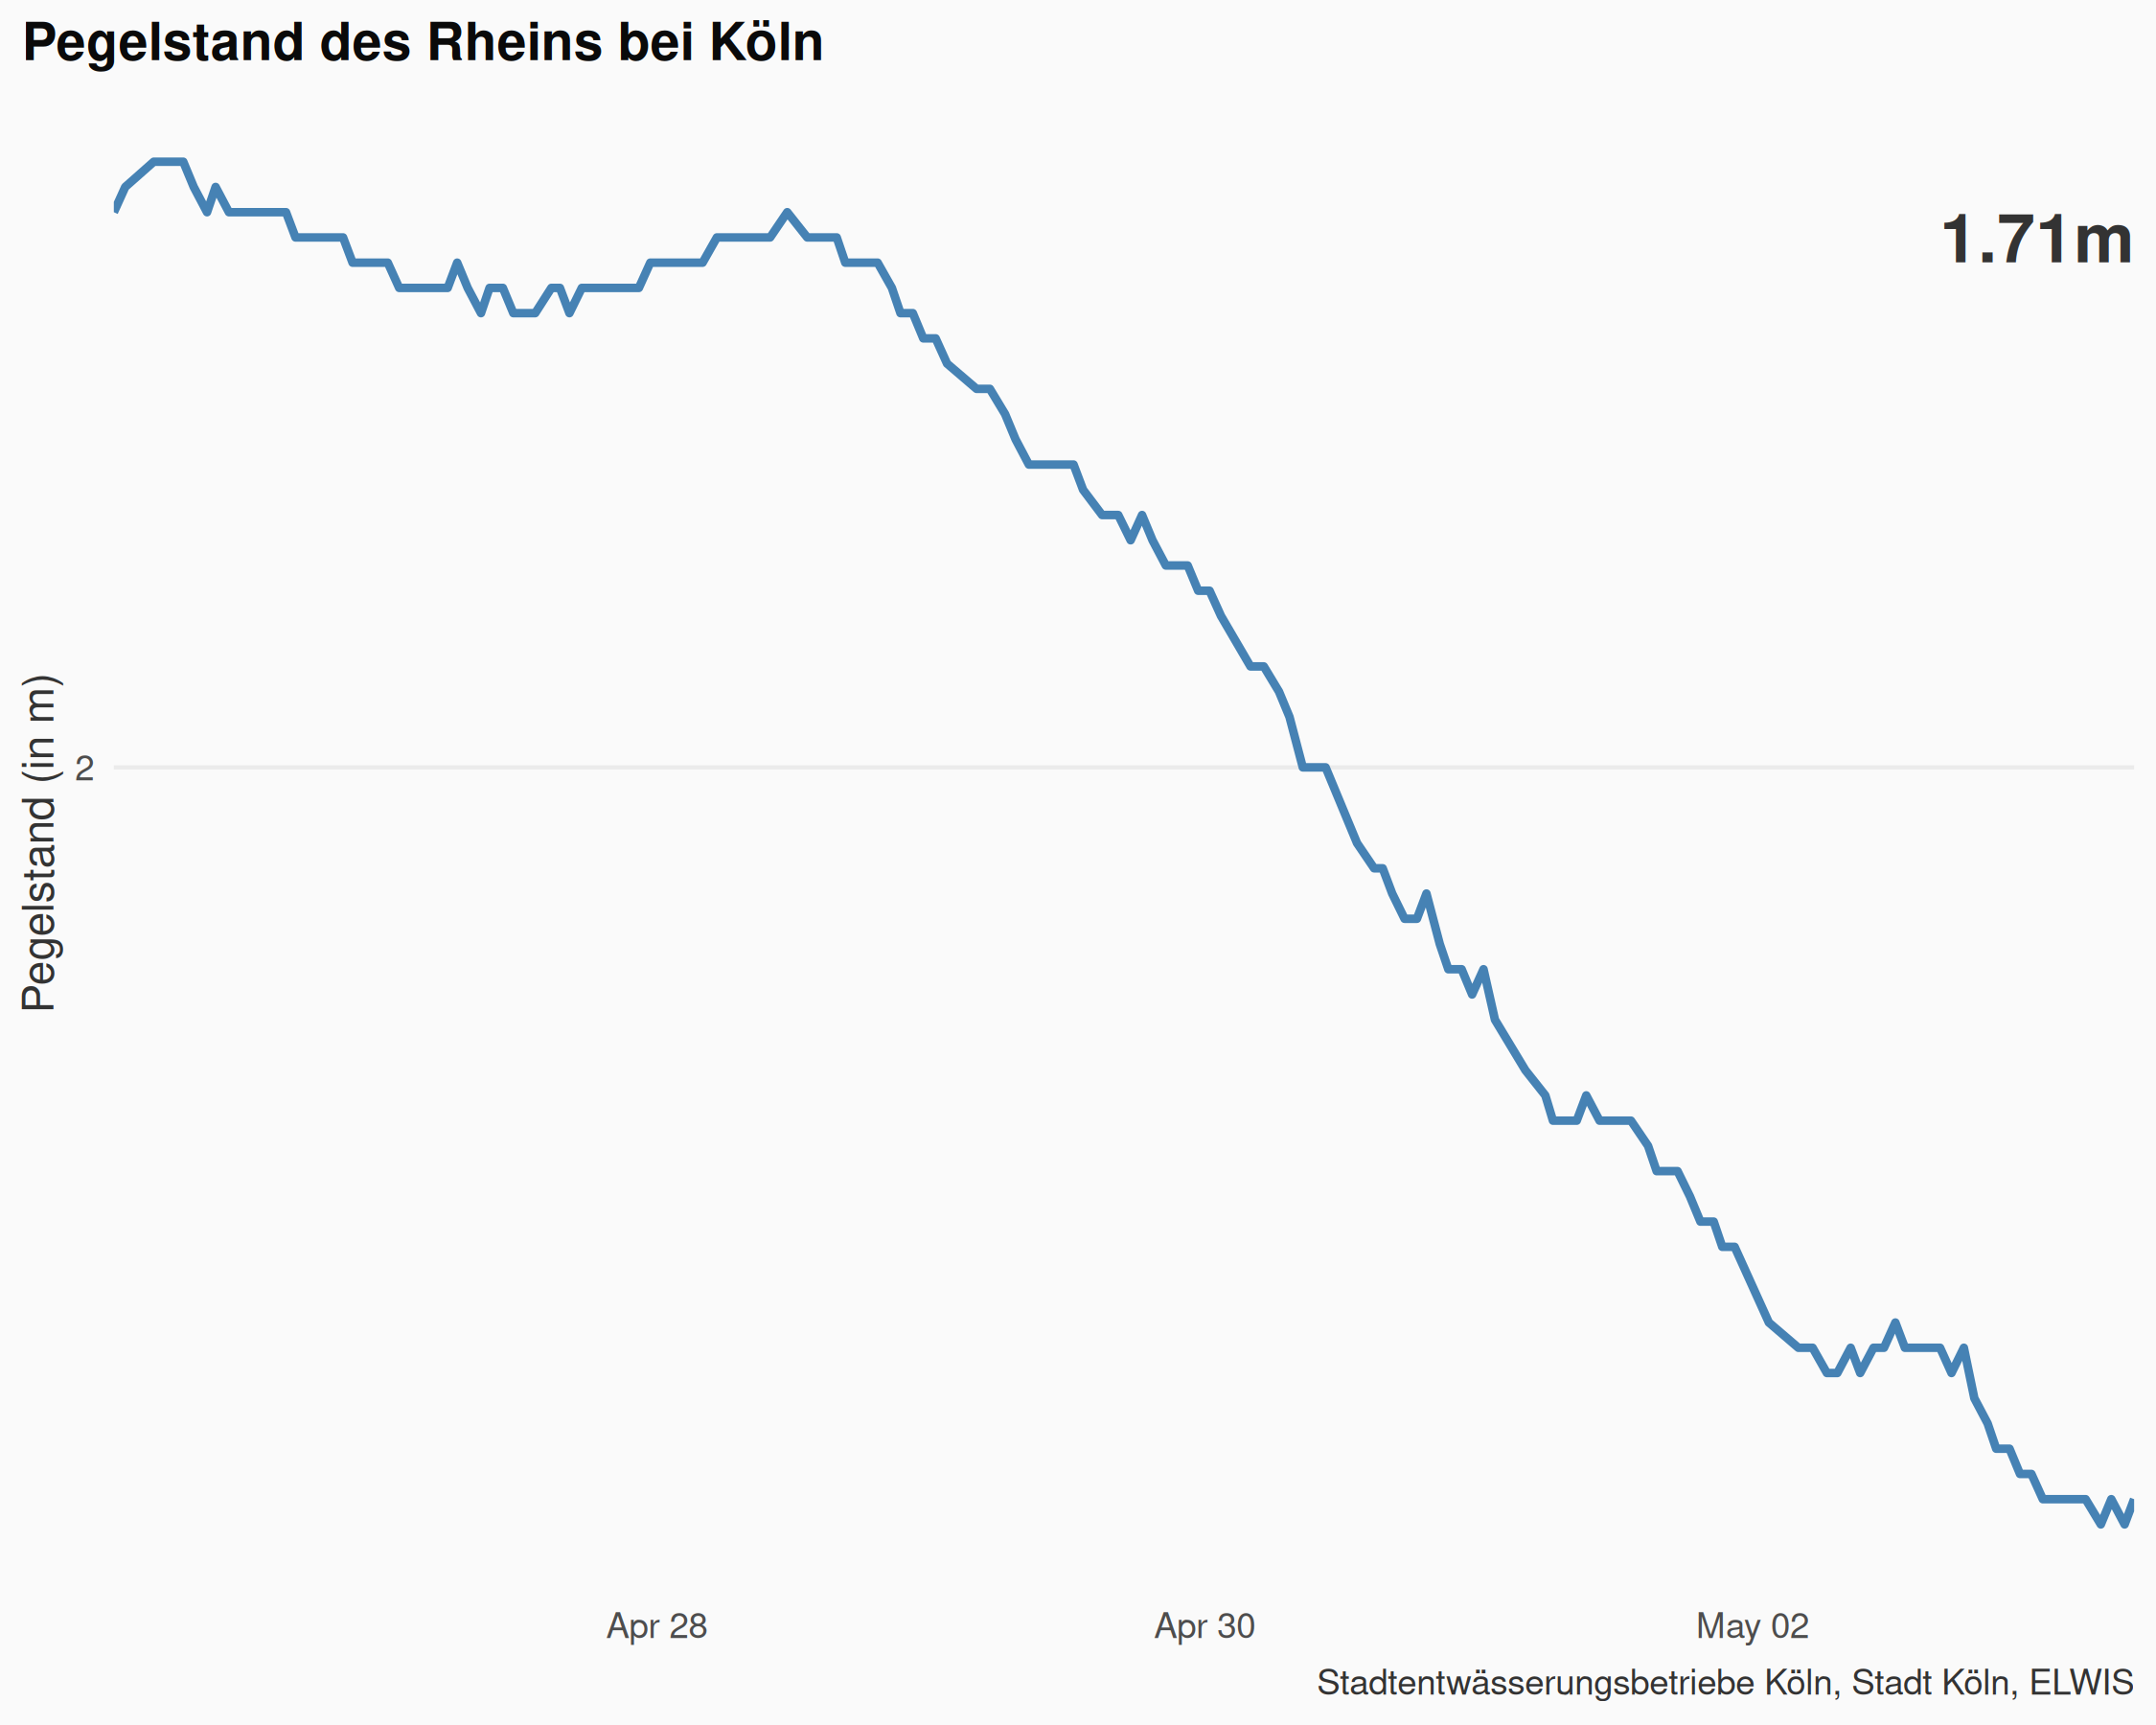 Pegelstand des Rheins bei Köln
1.71m
Pegelstand (in m)
2
Apr 28
Apr 30
May 02
Stadtentwässerungsbetriebe Köln, Stadt Köln, ELWIS